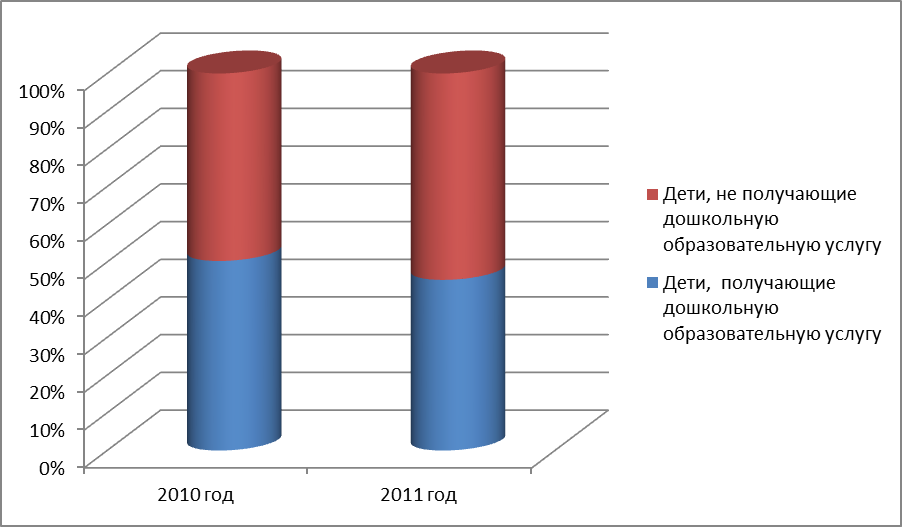 100%
90%
80%
70%
60%
50%
40%
30%
20%
10%
0%
2010 год
2011 год
Дети, не получающие
дошкольную
образовательную услугу
Дети,  получающие
дошкольную
образовательную услугу